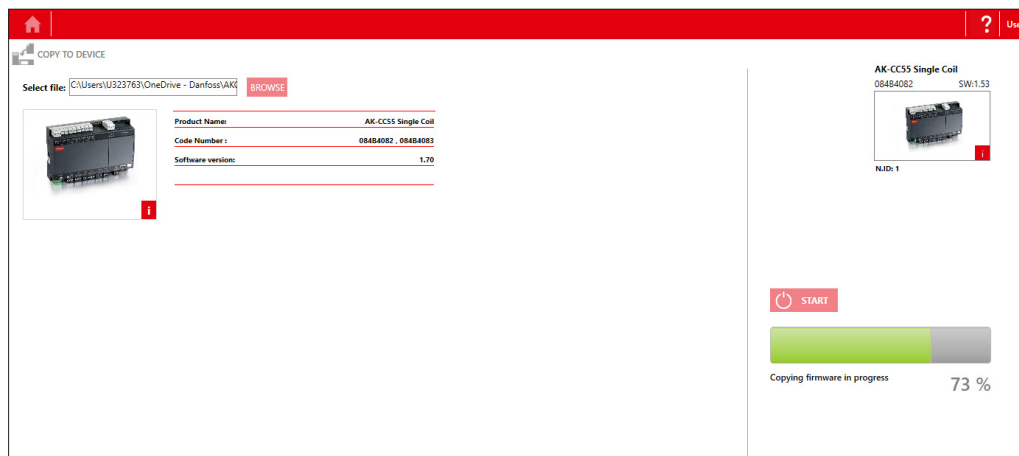 ?
Use
COPY TO DEVICE
Select file: C:\Users\U323763\OneDrive - Danfoss\AK
BROWSE
Product Name: AK-CC55 Single Coil
Code Number : 084B4082 , 084B4083
Software version: 1.70
i
AK-CC55 Single Coil
084B4082 SW:1.53
i
N.ID: 1
START
Copying firmware in progress
73 %